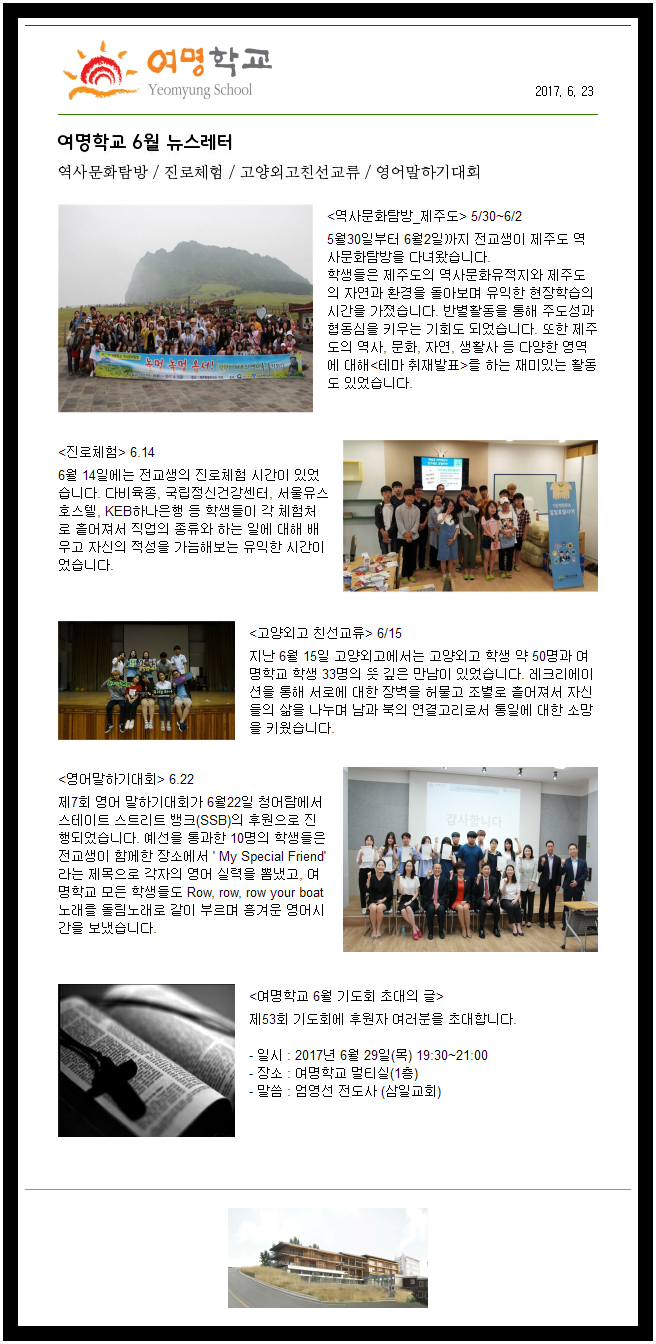 여명학교
Yeomyung School
2017. 6. 23
여명학교 6월 뉴스레터
역사문화탐방 / 진로체험 / 고양외고친선교류 / 영어말하기대회
<역사문화탐방_제주도> 5/30~6/2
5월30일부터 6월2일까지 전교생이 제주도 역
사문화탐방을 다녀왔습니다.
학생들은 제주도의 역사문화유적지와 제주도
의 자연과 환경을 돌아보며 유익한 현장학습의
시간을 가졌습니다. 반별활동을 통해 주도성과
협동심을 키우는 기회도 되었습니다. 또한 제주
도의 역사, 문화, 자연, 생활사 등 다양한 영역
에 대해<테마 취재발표>를 하는 재미있는 활동
도 있었습니다.
<진로체험> 6.14
6월 14일에는 전교생의 진로체험 시간이 있었
습니다. 다비육종, 국립정신건강센터, 서울유스
호스텔, KEB하나은행 등 학생들이 각 체험처
로 흩어져서 직업의 종류와 하는 일에 대해 배
우고 자신의 적성을 가늠해보는 유익한 시간이
었습니다.
<고양외고 친선교류> 6/15
지난 6월 15일 고양외고에서는 고양외고 학생 약 50명과 여
명학교 학생 33명의 뜻 깊은 만남이 있었습니다. 레크리에이
션을 통해 서로에 대한 장벽을 허물고 조별로 흩어져서 자신
들의 삶을 나누며 남과 북의 연결고리로서 통일에 대한 소망
을 키웠습니다.
<영어말하기대회> 6.22
제7회 영어 말하기대회가 6월22일 청어람에서
스테이트 스트리트 뱅크(SSB)의 후원으로 진
행되었습니다. 예선을 통과한 10명의 학생들은
전교생이 함께한 장소에서 ' My Special Friend'
라는 제목으로 각자의 영어 실력을 뽐냈고, 여
명학교 모든 학생들도 Row, row, row your boat
노래를 돌림노래로 같이 부르며 흥겨운 영어시
간을 보냈습니다.
감사합니다
<여명학교 6월 기도회 초대의 글>
제53회 기도회에 후원자 여러분을 초대합니다.
- 일시 : 2017년 6월 29일(목) 19:30~21:00
- 장소 : 여명학교 멀티실(1층)
- 말씀 : 엄영선 전도사 (삼일교회)